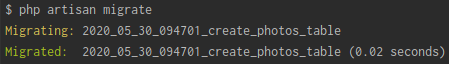 $ php artisan migrate
Migrating: 2020_05_30_094701_create_photos_table
Migrated:  2020_05_30_094701_create_photos_table (0.02 seconds)